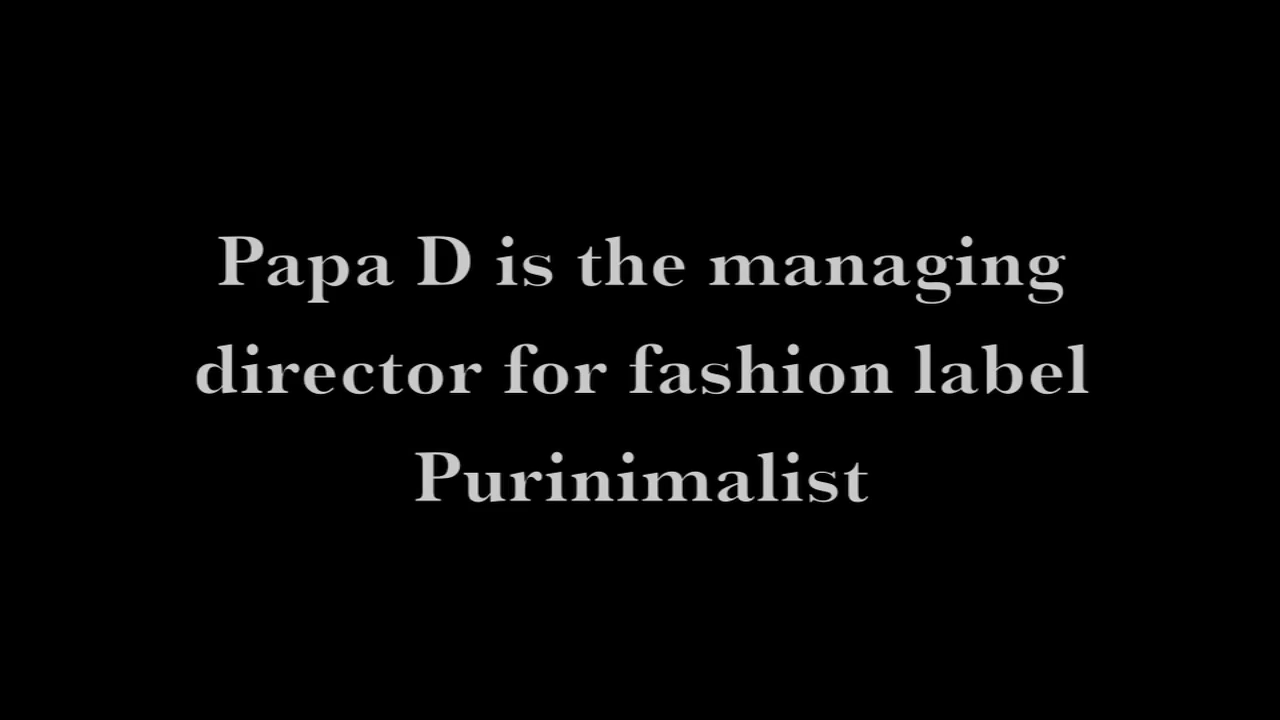 Papa D is the managing
director for fashion label
Purinimalist